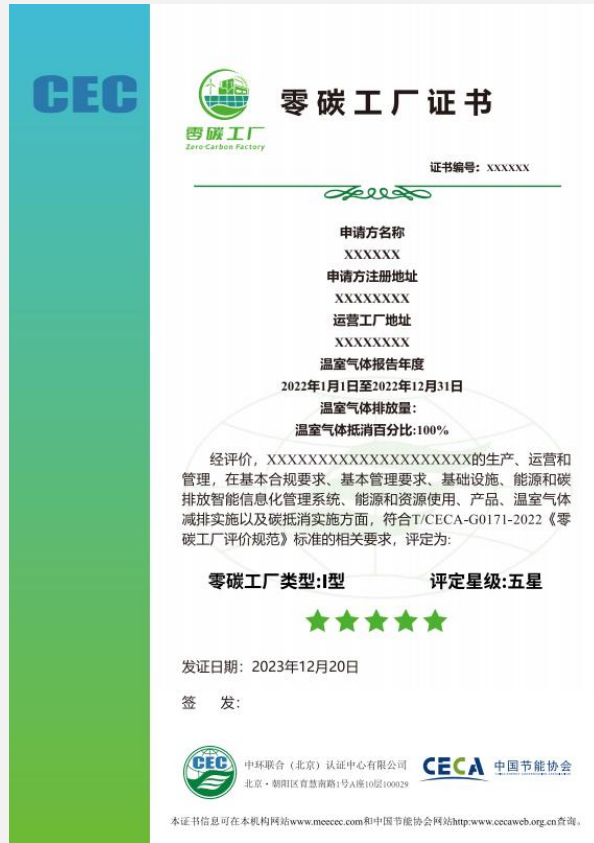 CEC
零碳工厂
Zero Carbon Factory
零碳工厂证书
证书编号：XXXXXX
申请方名称
XXXXXX
申请方注册地址
XXXXXXXX
运营工厂地址
XXXXXXXX
温室气体报告年度
2022年1月1日至2022年12月31日
温室气体排放量：
温室气体抵消百分比:100%
经评价，XXXXXXXXXXXXXXXXXXXX的生产、运营和
管理，在基本合规要求、基本管理要求、基础设施、能源和碳
排放智能信息化管理系统、能源和资源使用、产品、温室气体
减排实施以及碳抵消实施方面，符合T/CECA-G0171-2022《零
碳工厂评价规范》标准的相关要求，评定为:
零碳工厂类型:I型 评定星级:五星
发证日期：2023年12月20日
签 发：
CEC 中环联合（北京）认证中心有限公司
北京·朝阳区育慧南路1号A座10层100029
CECA 中国节能协会
本证书信息可在本机构网站www.meecec.com和中国节能协会网站http:www.cecaweb.org.cn查询。